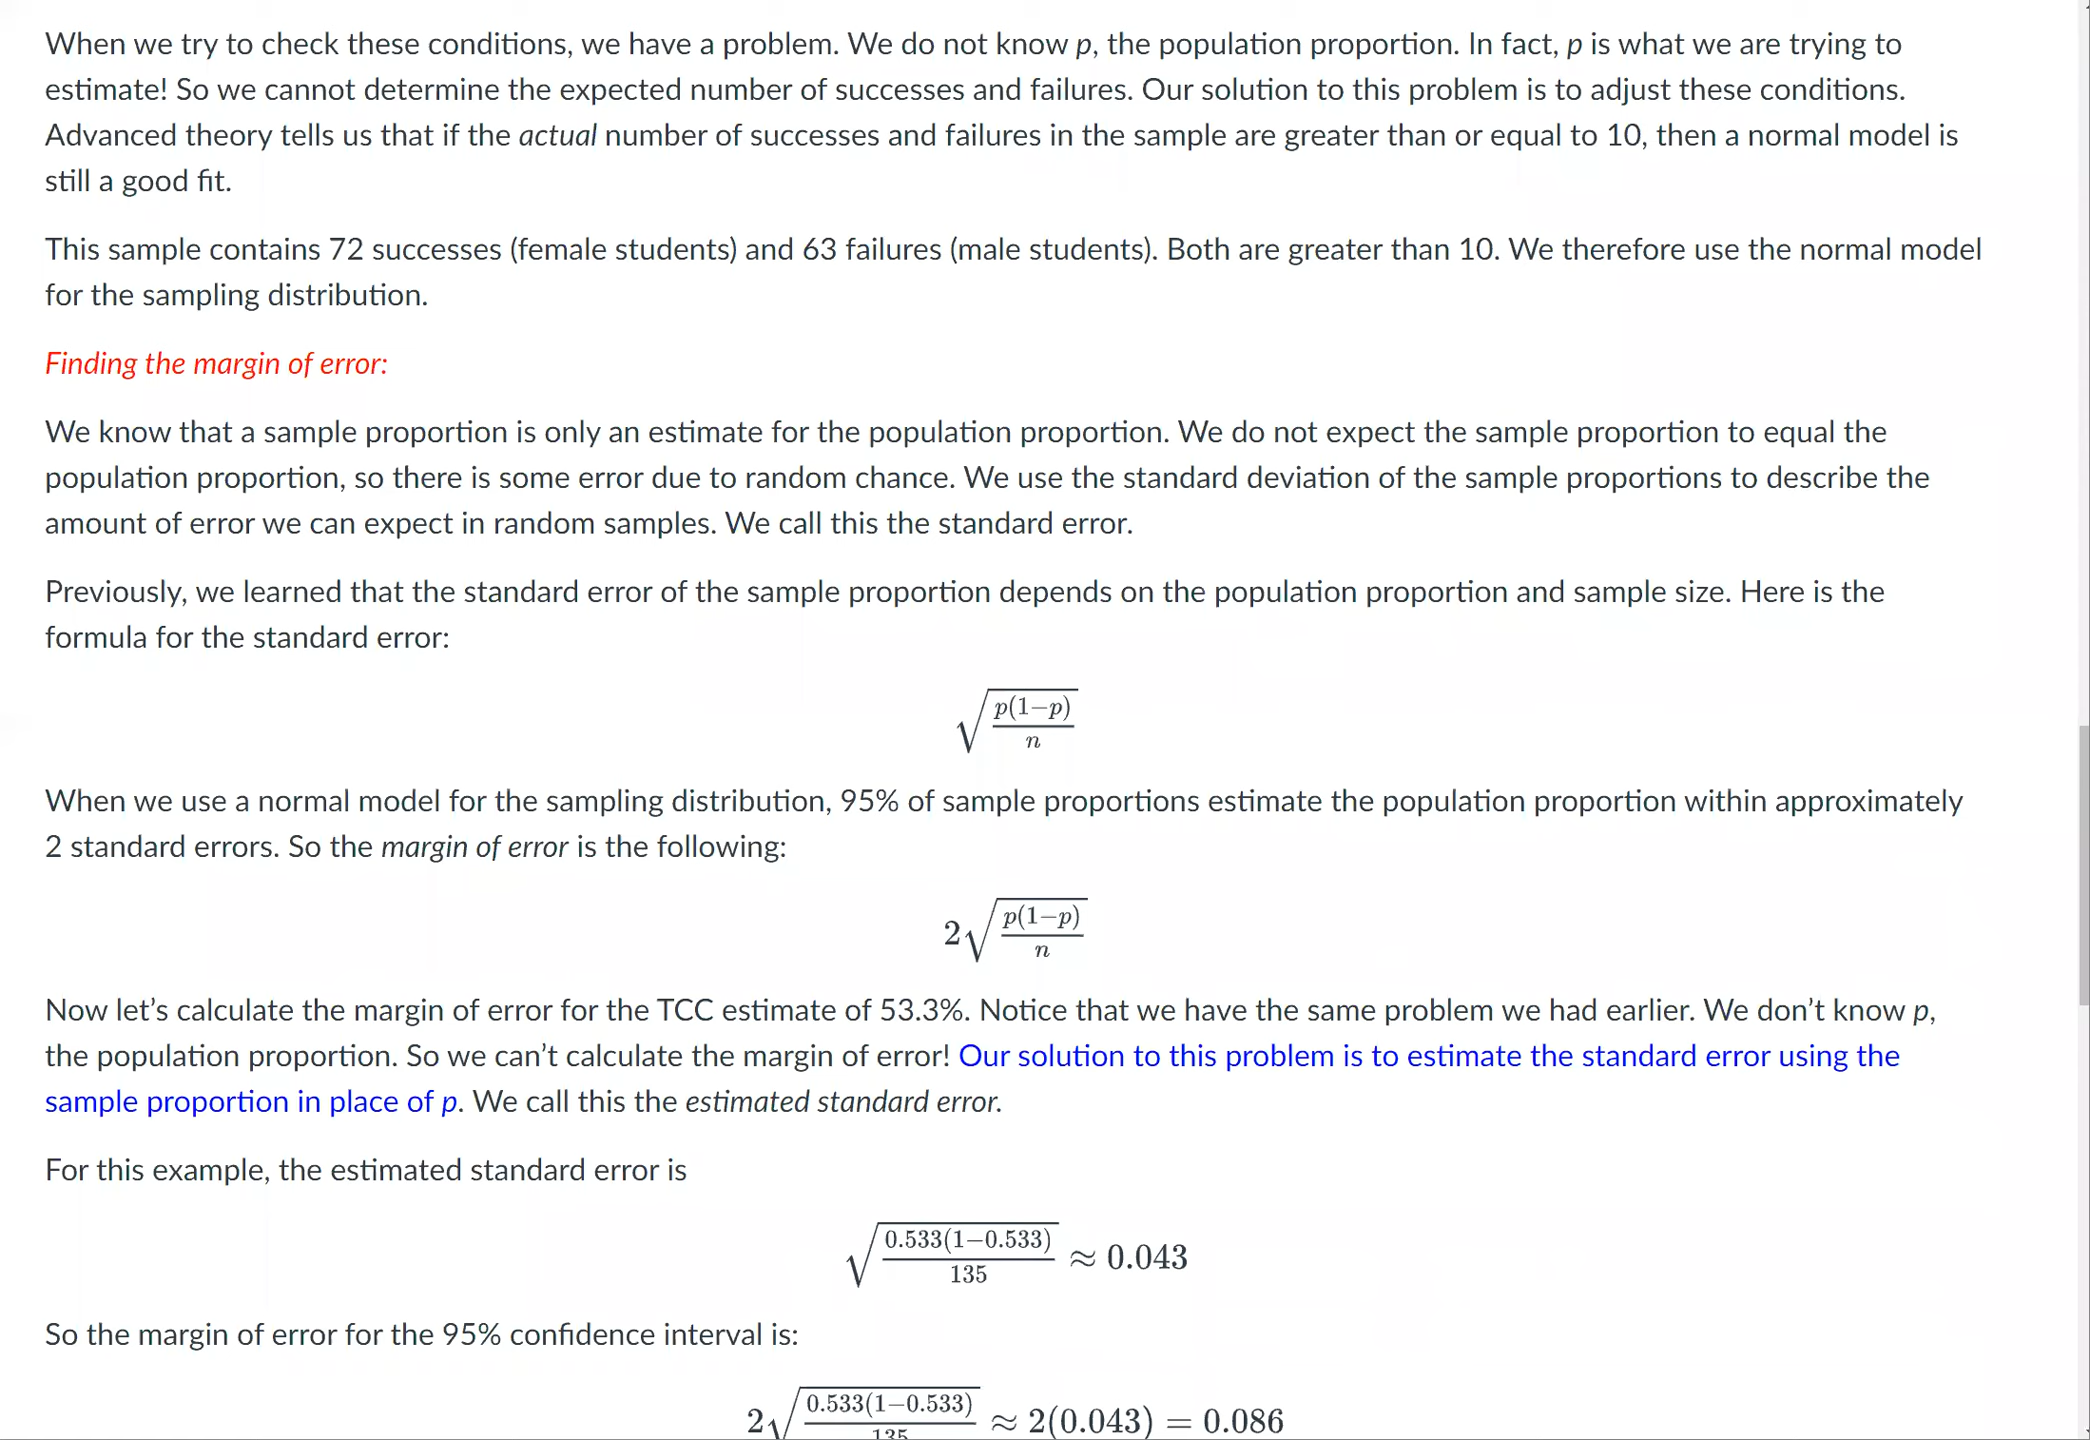 When we try to check these conditions, we have a problem. We do not know p, the population proportion. In fact, p is what we are trying to
estimate! So we cannot determine the expected number of successes and failures. Our solution to this problem is to adjust these conditions.
Advanced theory tells us that if the actual number of successes and failures in the sample are greater than or equal to 10, then a normal model is
still a good fit.
This sample contains 72 successes (female students) and 63 failures (male students). Both are greater than 10. We therefore use the normal model
for the sampling distribution.
Finding the margin of error:
We know that a sample proportion is only an estimate for the population proportion. We do not expect the sample proportion to equal the
population proportion, so there is some error due to random chance. We use the standard deviation of the sample proportions to describe the
amount of error we can expect in random samples. We call this the standard error.
Previously, we learned that the standard error of the sample proportion depends on the population proportion and sample size. Here is the
formula for the standard error:
√(p(1−p)/n)
When we use a normal model for the sampling distribution, 95% of sample proportions estimate the population proportion within approximately
2 standard errors. So the margin of error is the following:
2√(p(1−p)/n)
Now let's calculate the margin of error for the TCC estimate of 53.3%. Notice that we have the same problem we had earlier. We don't know p,
the population proportion. So we can't calculate the margin of error! Our solution to this problem is to estimate the standard error using the
sample proportion in place of p. We call this the estimated standard error.
For this example, the estimated standard error is
√(0.533(1−0.533)/135) ≈ 0.043
So the margin of error for the 95% confidence interval is:
2√(0.533(1−0.533)/135) ≈ 2(0.043) = 0.086